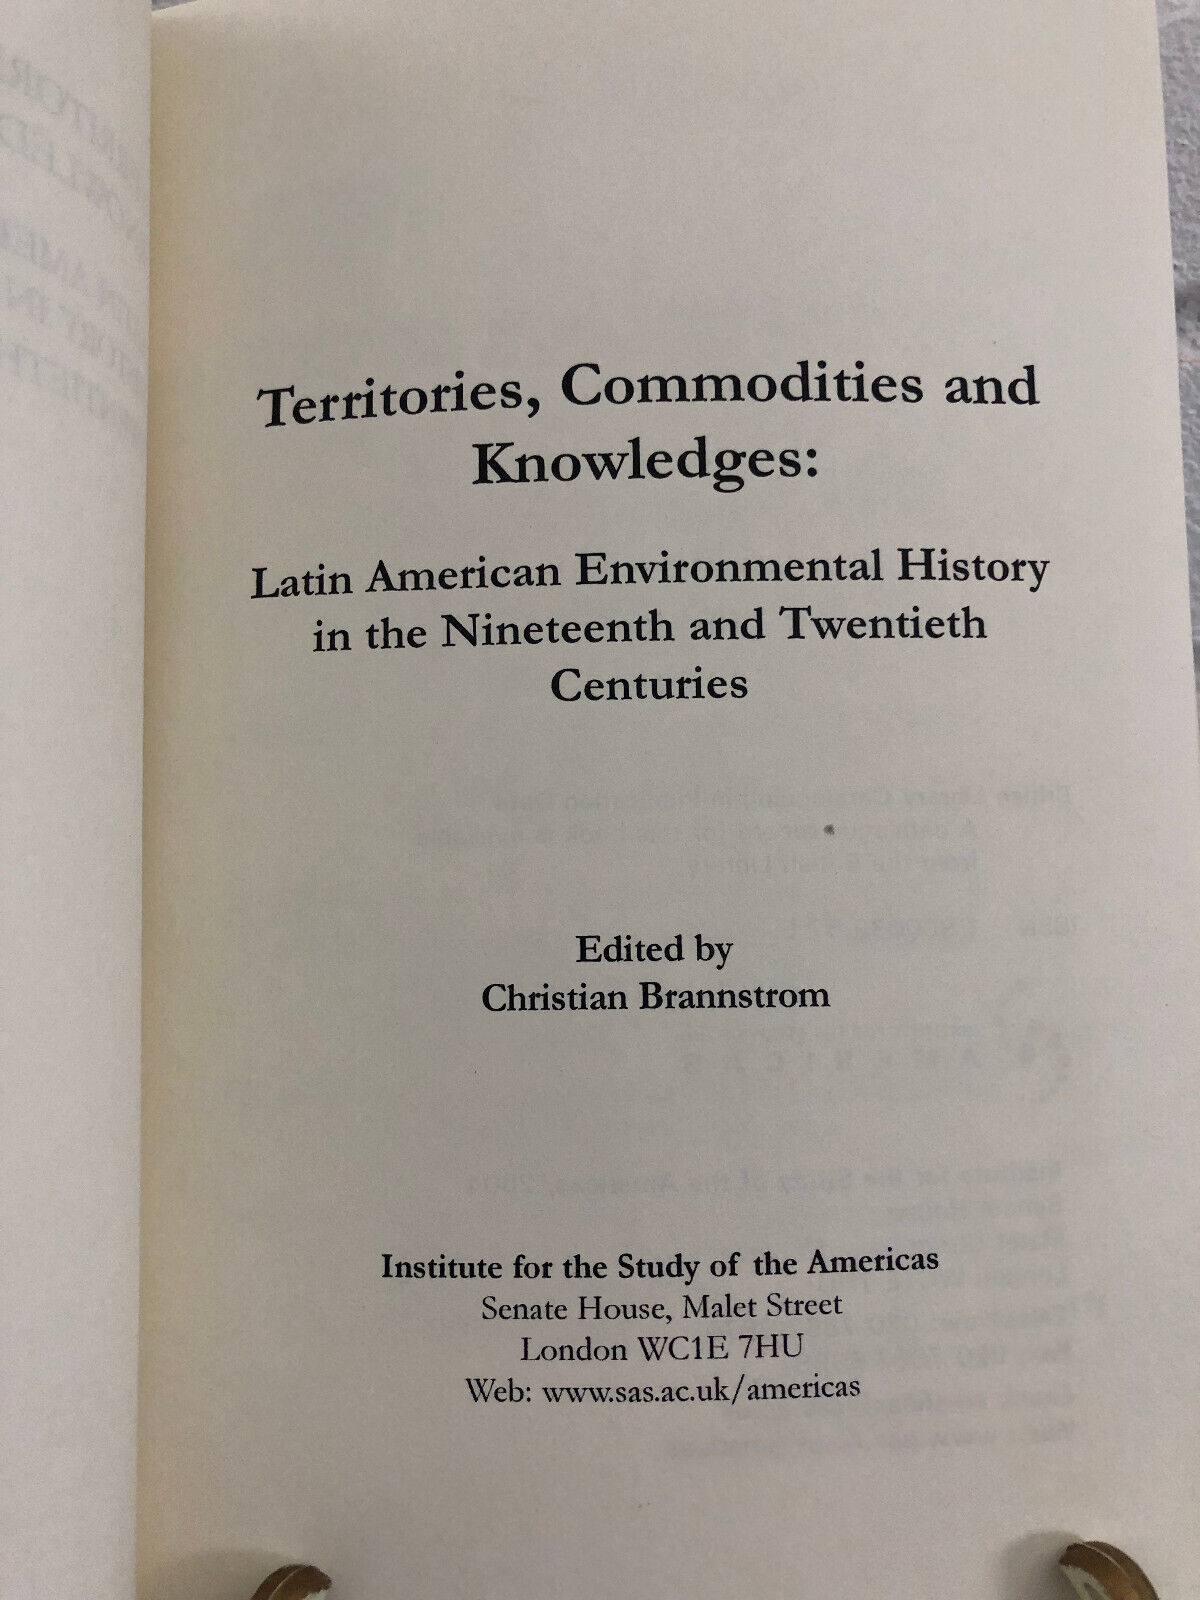 Territories, Commodities and
Knowledges:
Latin American Environmental History
in the Nineteenth and Twentieth
Centuries
Edited by
Christian Brannstrom
Institute for the Study of the Americas
Senate House, Malet Street
London WC1E 7HU
Web: www.sas.ac.uk/americas